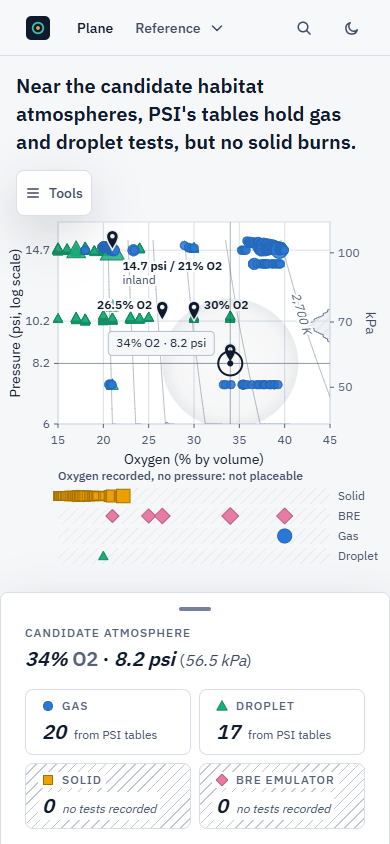 Plane
Reference
Near the candidate habitat
atmospheres, PSI's tables hold gas
and droplet tests, but no solid burns.
Tools
Pressure (psi, log scale)
14.7
10.2
8.2
6
14.7 psi / 21% O2
inland
26.5% O2
30% O2
34% O2 · 8.2 psi
2,700 K
100
70
50
kPa
15 20 25 30 35 40 45
Oxygen (% by volume)
Oxygen recorded, no pressure: not placeable
Solid
BRE
Gas
Droplet
CANDIDATE ATMOSPHERE
34% O2 · 8.2 psi (56.5 kPa)
GAS
20 from PSI tables
DROPLET
17 from PSI tables
SOLID
0 no tests recorded
BRE EMULATOR
0 no tests recorded